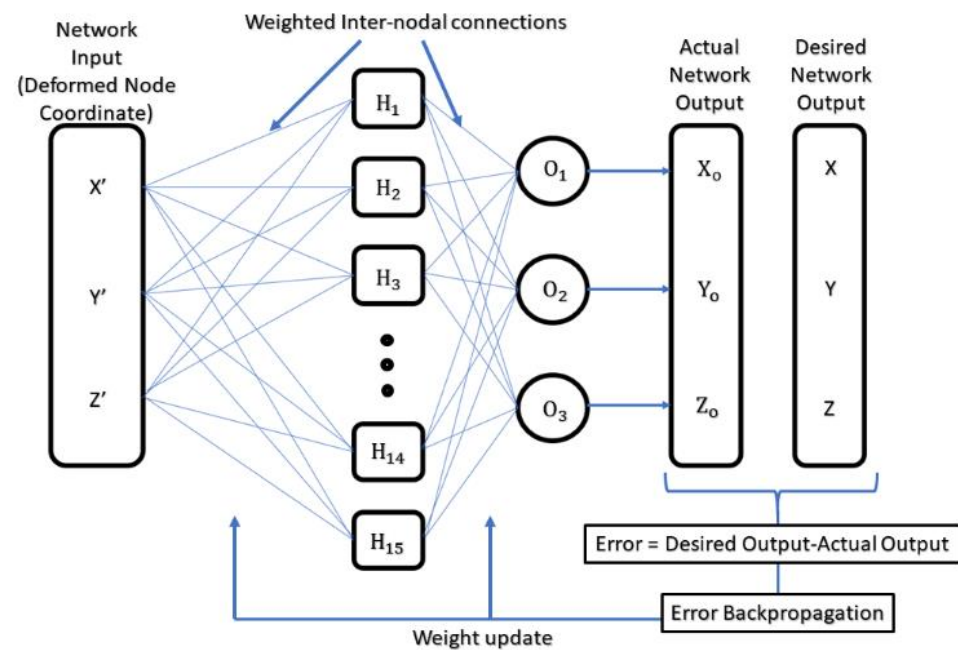 Weighted Inter-nodal connections
Network
Input
(Deformed Node
Coordinate)
X'
Y'
Z'
H₁
H₂
H₃
H₁₄
H₁₅
O₁
O₂
O₃
Actual
Network
Output
Xₒ
Yₒ
Zₒ
Desired
Network
Output
X
Y
Z
Error = Desired Output-Actual Output
Error Backpropagation
Weight update